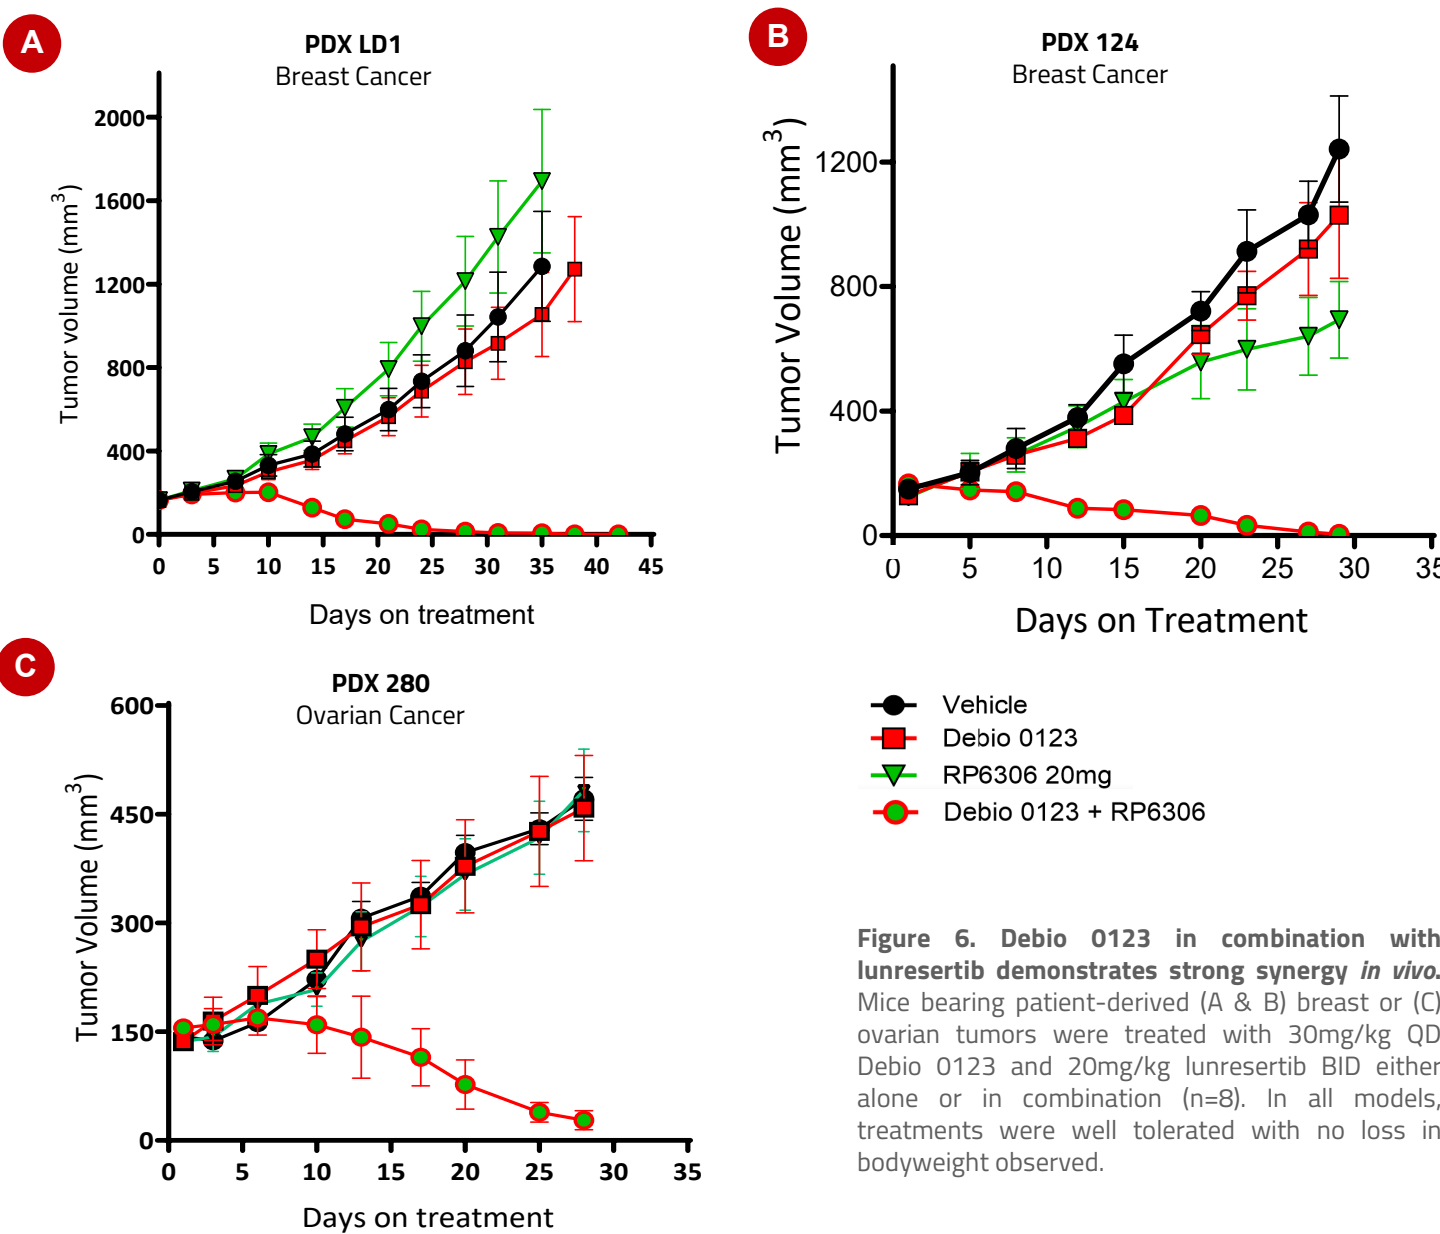 A
PDX LD1
Breast Cancer
Tumor volume (mm3)
2000
1600
1200
800
400
0
0 5 10 15 20 25 30 35 40 45
Days on treatment
B
PDX 124
Breast Cancer
Tumor Volume (mm3)
1200
800
400
0
0 5 10 15 20 25 30 35
Days on Treatment
C
PDX 280
Ovarian Cancer
Tumor Volume (mm3)
600
450
300
150
0
0 5 10 15 20 25 30 35
Days on treatment
Vehicle
Debio 0123
RP6306 20mg
Debio 0123 + RP6306
Figure 6. Debio 0123 in combination with
lunresertib demonstrates strong synergy in vivo.
Mice bearing patient-derived (A & B) breast or (C)
ovarian tumors were treated with 30mg/kg QD
Debio 0123 and 20mg/kg lunresertib BID either
alone or in combination (n=8). In all models,
treatments were well tolerated with no loss in
bodyweight observed.